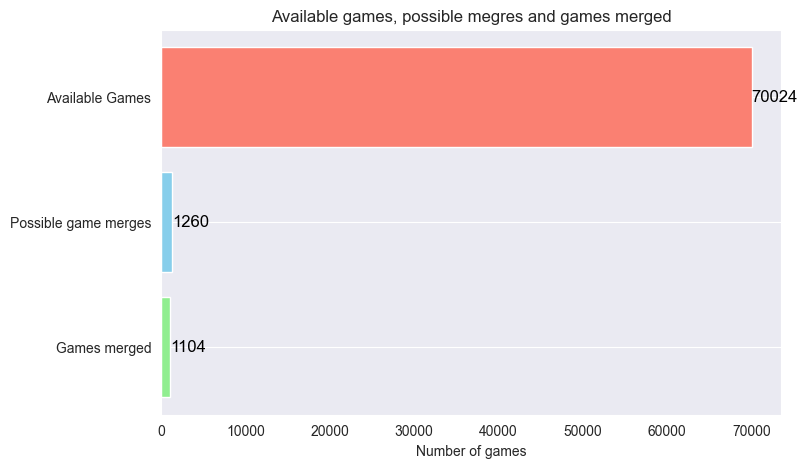 Available games, possible megres and games merged
Available Games
70024
Possible game merges
1260
Games merged
1104
0 10000 20000 30000 40000 50000 60000 70000
Number of games